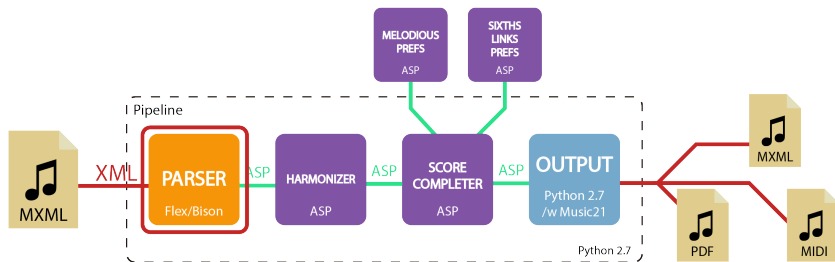 MELODIOUS
PREFS
ASP
SIXTHS
LINKS
PREFS
ASP
Pipeline
MXML
XML
PARSER
Flex/Bison
ASP
HARMONIZER
ASP
ASP
SCORE
COMPLETER
ASP
ASP
OUTPUT
Python 2.7
/w Music21
Python 2.7
MXML
PDF
MIDI